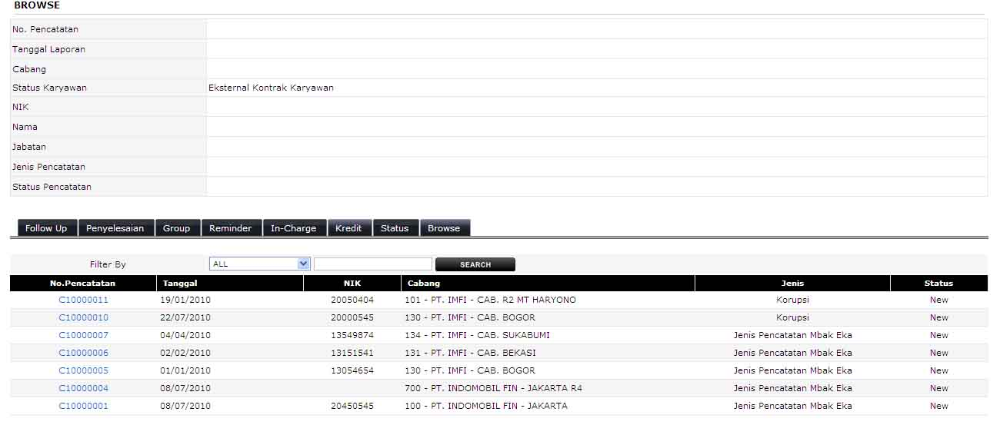 BROWSE
No. Pencatatan
Tanggal Laporan
Cabang
Status Karyawan Eksternal Kontrak Karyawan
NIK
Nama
Jabatan
Jenis Pencatatan
Status Pencatatan
Follow Up Penyelesaian Group Reminder In-Charge Kredit Status Browse
Filter By ALL SEARCH
No.Pencatatan Tanggal NIK Cabang Jenis Status
C10000011 19/01/2010 20050404 101 - PT. IMFI - CAB. R2 MT HARYONO Korupsi New
C10000010 22/07/2010 20000545 130 - PT. IMFI - CAB. BOGOR Korupsi New
C10000007 04/04/2010 13549874 134 - PT. IMFI - CAB. SUKABUMI Jenis Pencatatan Mbak Eka New
C10000006 02/02/2010 13151541 131 - PT. IMFI - CAB. BEKASI Jenis Pencatatan Mbak Eka New
C10000005 01/01/2010 13054654 130 - PT. IMFI - CAB. BOGOR Jenis Pencatatan Mbak Eka New
C10000004 08/07/2010 700 - PT. INDOMOBIL FIN - JAKARTA R4 Jenis Pencatatan Mbak Eka New
C10000001 08/07/2010 20450545 100 - PT. INDOMOBIL FIN - JAKARTA Jenis Pencatatan Mbak Eka New